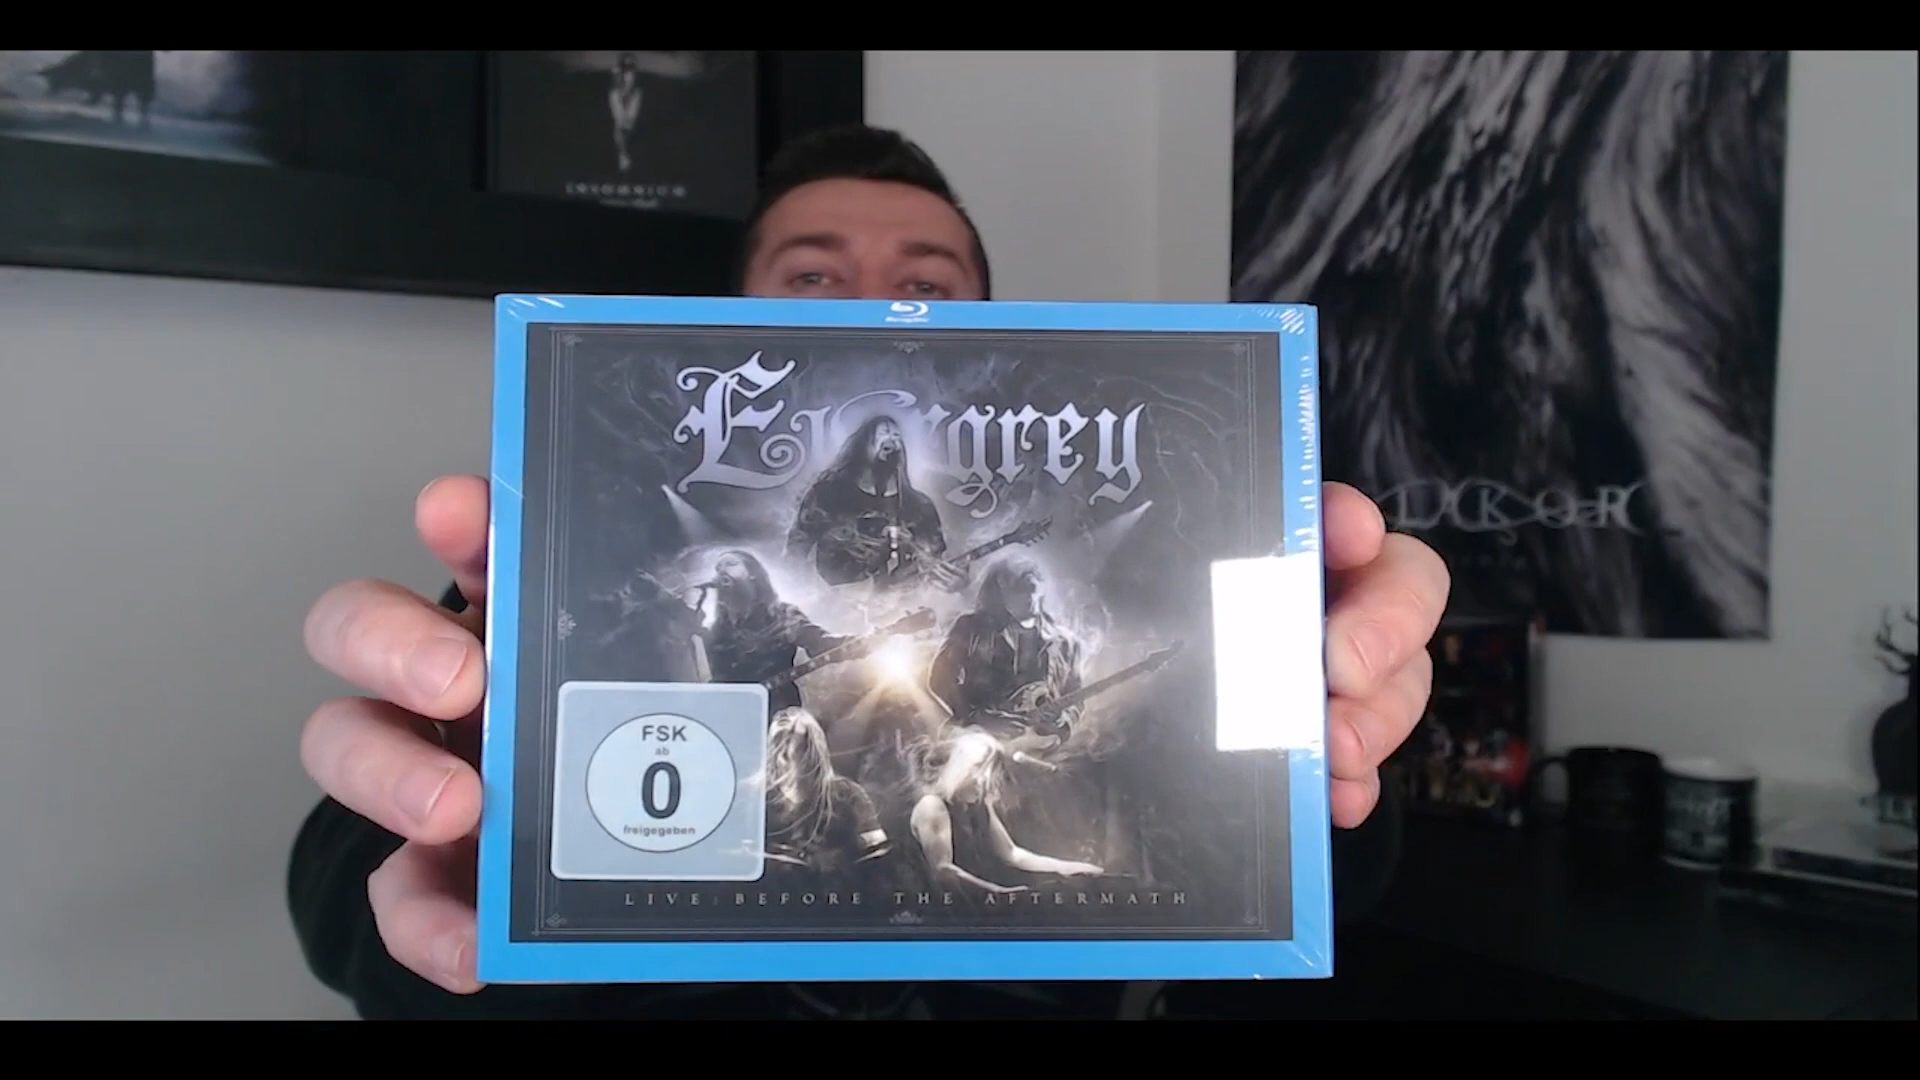 INSOMNIUM
Evergrey
FSK
ab
0
freigegeben
LIVE: BEFORE THE AFTERMATH